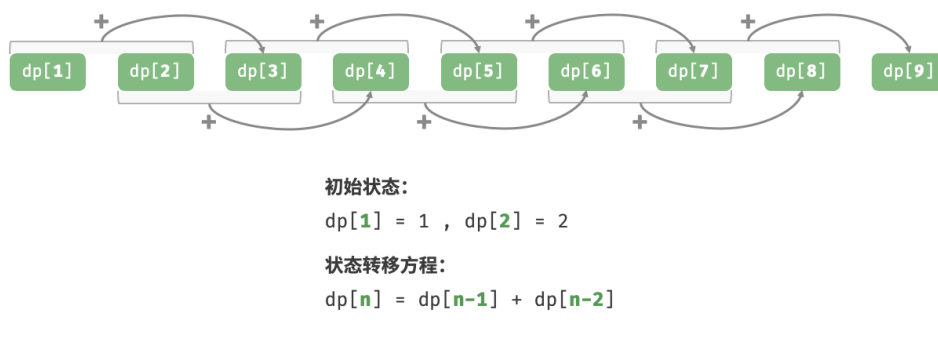 + + + +
dp[1] dp[2] dp[3] dp[4] dp[5] dp[6] dp[7] dp[8] dp[9]
+ + +
初始状态：
dp[1] = 1 , dp[2] = 2
状态转移方程：
dp[n] = dp[n-1] + dp[n-2]